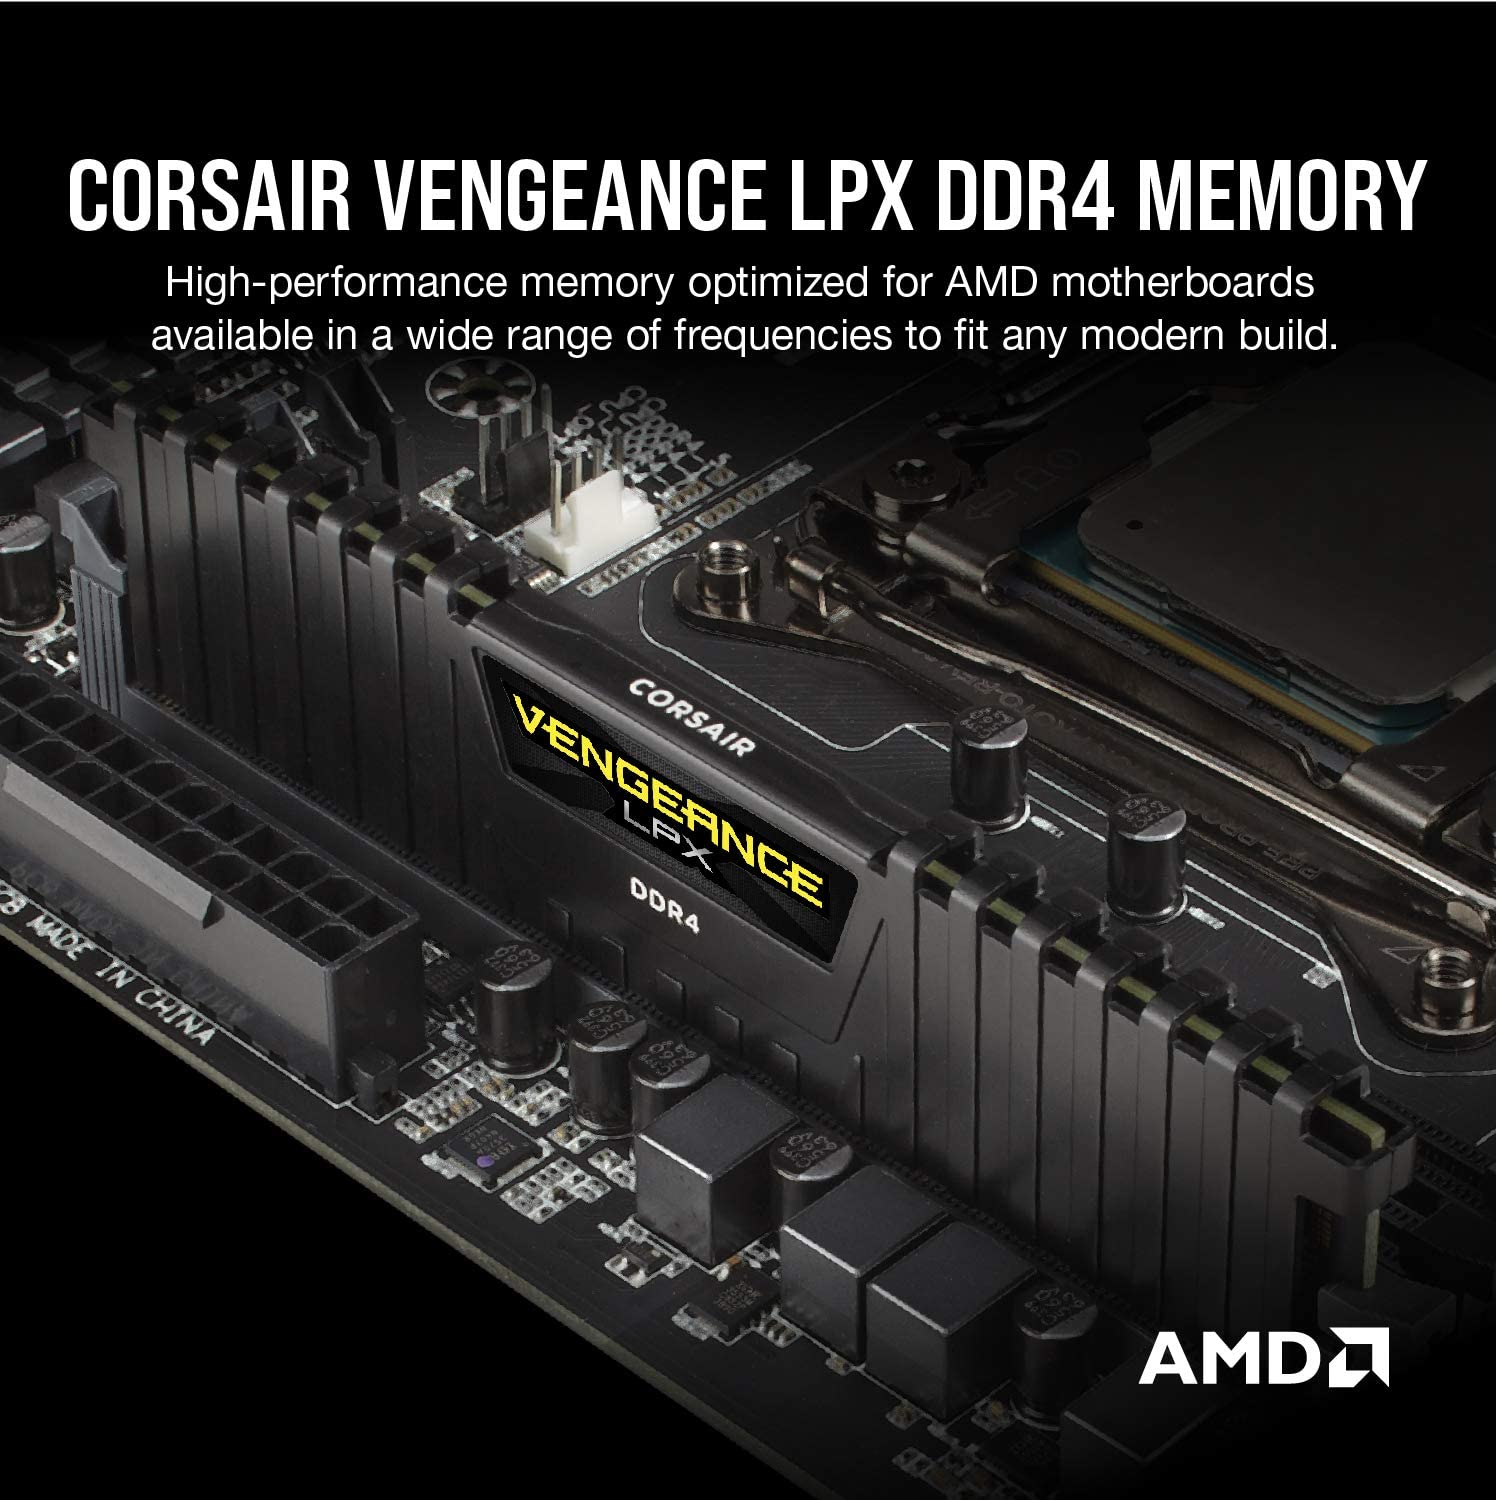 CORSAIR VENGEANCE LPX DDR4 MEMORY
High-performance memory optimized for AMD motherboards
available in a wide range of frequencies to fit any modern build.
CORSAIR
VENGEANCE
LPX
DDR4
MADE IN CHINA
AMD